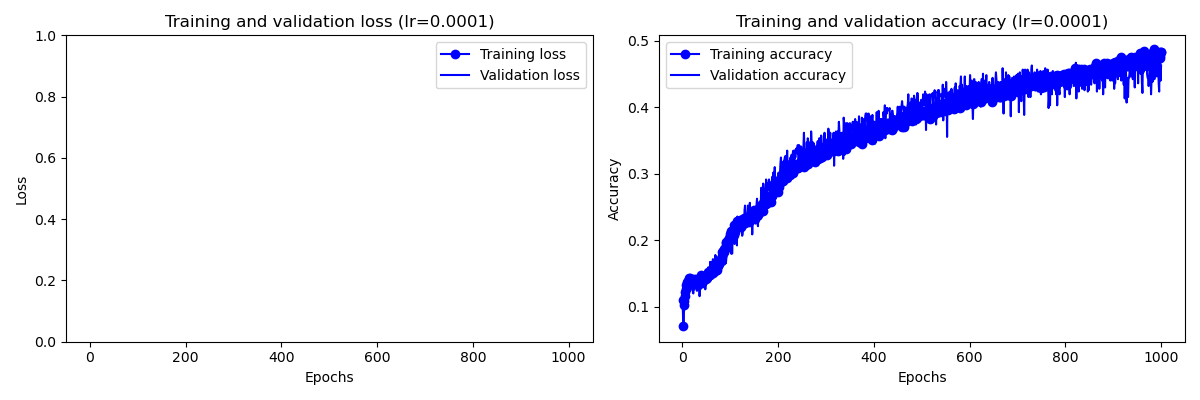 Training and validation loss (lr=0.0001)
Training loss
Validation loss
Loss
1.0
0.8
0.6
0.4
0.2
0.0
0 200 400 600 800 1000
Epochs
Training and validation accuracy (lr=0.0001)
Training accuracy
Validation accuracy
Accuracy
0.5
0.4
0.3
0.2
0.1
0 200 400 600 800 1000
Epochs